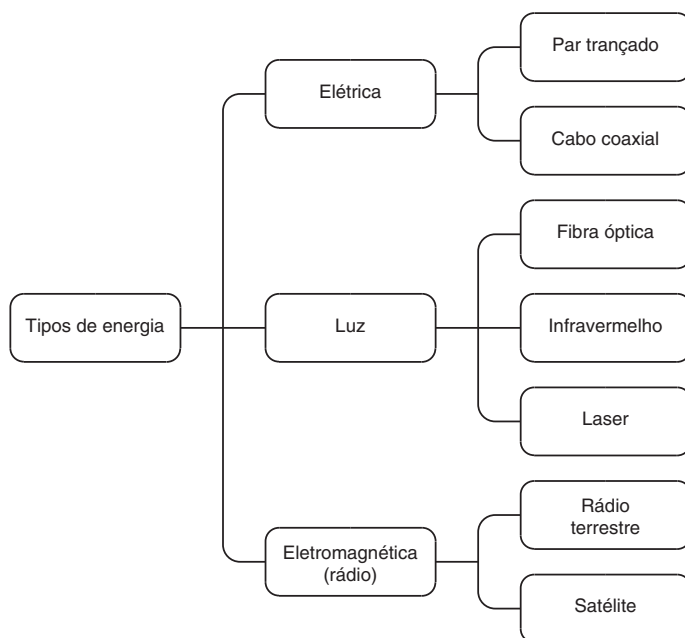 Tipos de energia
Elétrica
Par trançado
Cabo coaxial
Luz
Fibra óptica
Infravermelho
Laser
Eletromagnética
(rádio)
Rádio
terrestre
Satélite